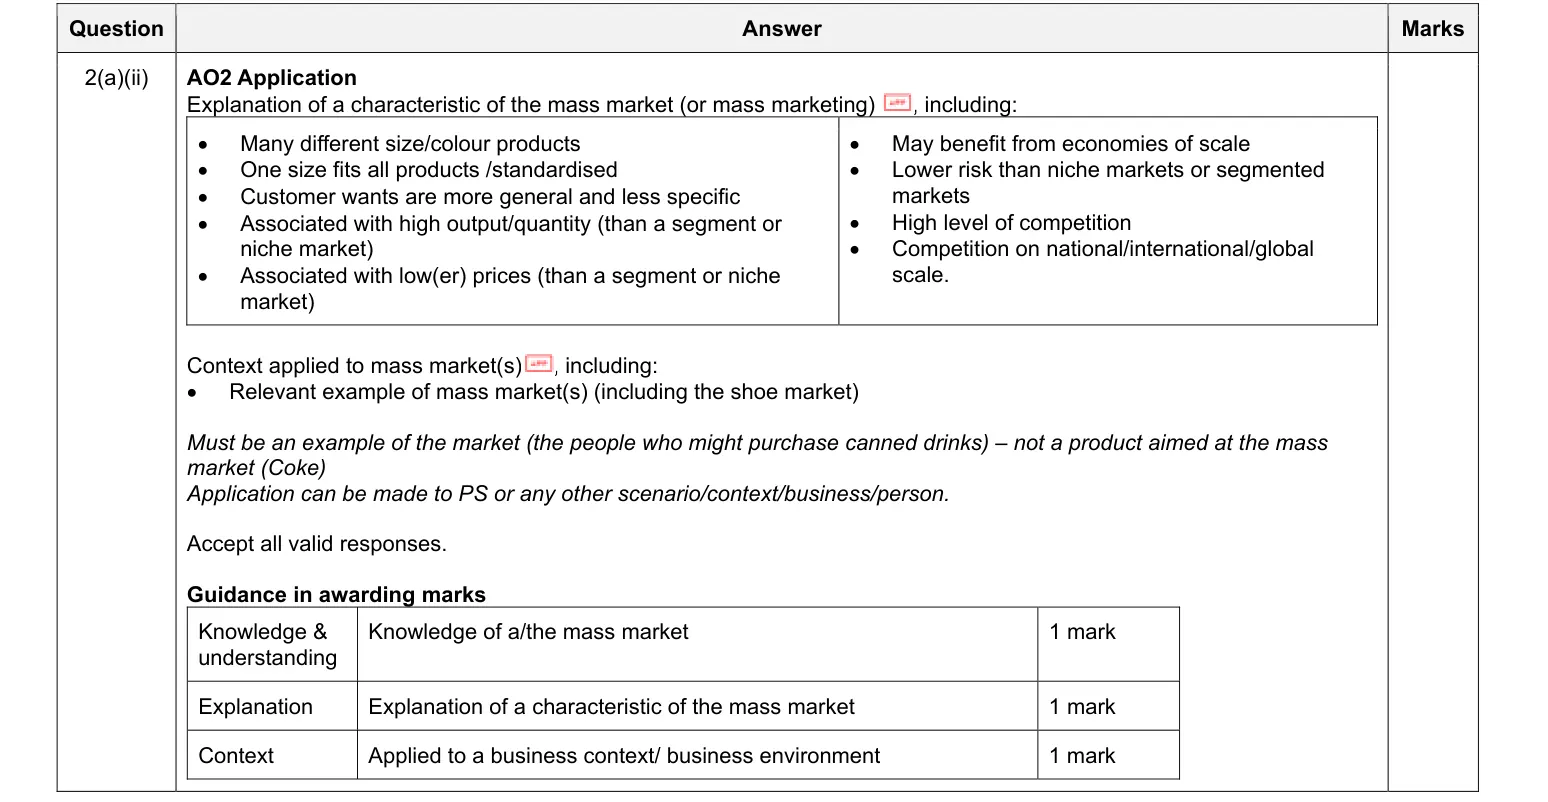 Question Answer Marks
2(a)(ii)
AO2 Application
Explanation of a characteristic of the mass market (or mass marketing) , including:
• Many different size/colour products
• One size fits all products /standardised
• Customer wants are more general and less specific
• Associated with high output/quantity (than a segment or
niche market)
• Associated with low(er) prices (than a segment or niche
market)
• May benefit from economies of scale
• Lower risk than niche markets or segmented
markets
• High level of competition
• Competition on national/international/global
scale.
Context applied to mass market(s) , including:
• Relevant example of mass market(s) (including the shoe market)
Must be an example of the market (the people who might purchase canned drinks) – not a product aimed at the mass
market (Coke)
Application can be made to PS or any other scenario/context/business/person.
Accept all valid responses.
Guidance in awarding marks
Knowledge &
understanding
Knowledge of a/the mass market
1 mark
Explanation
Explanation of a characteristic of the mass market
1 mark
Context
Applied to a business context/ business environment
1 mark